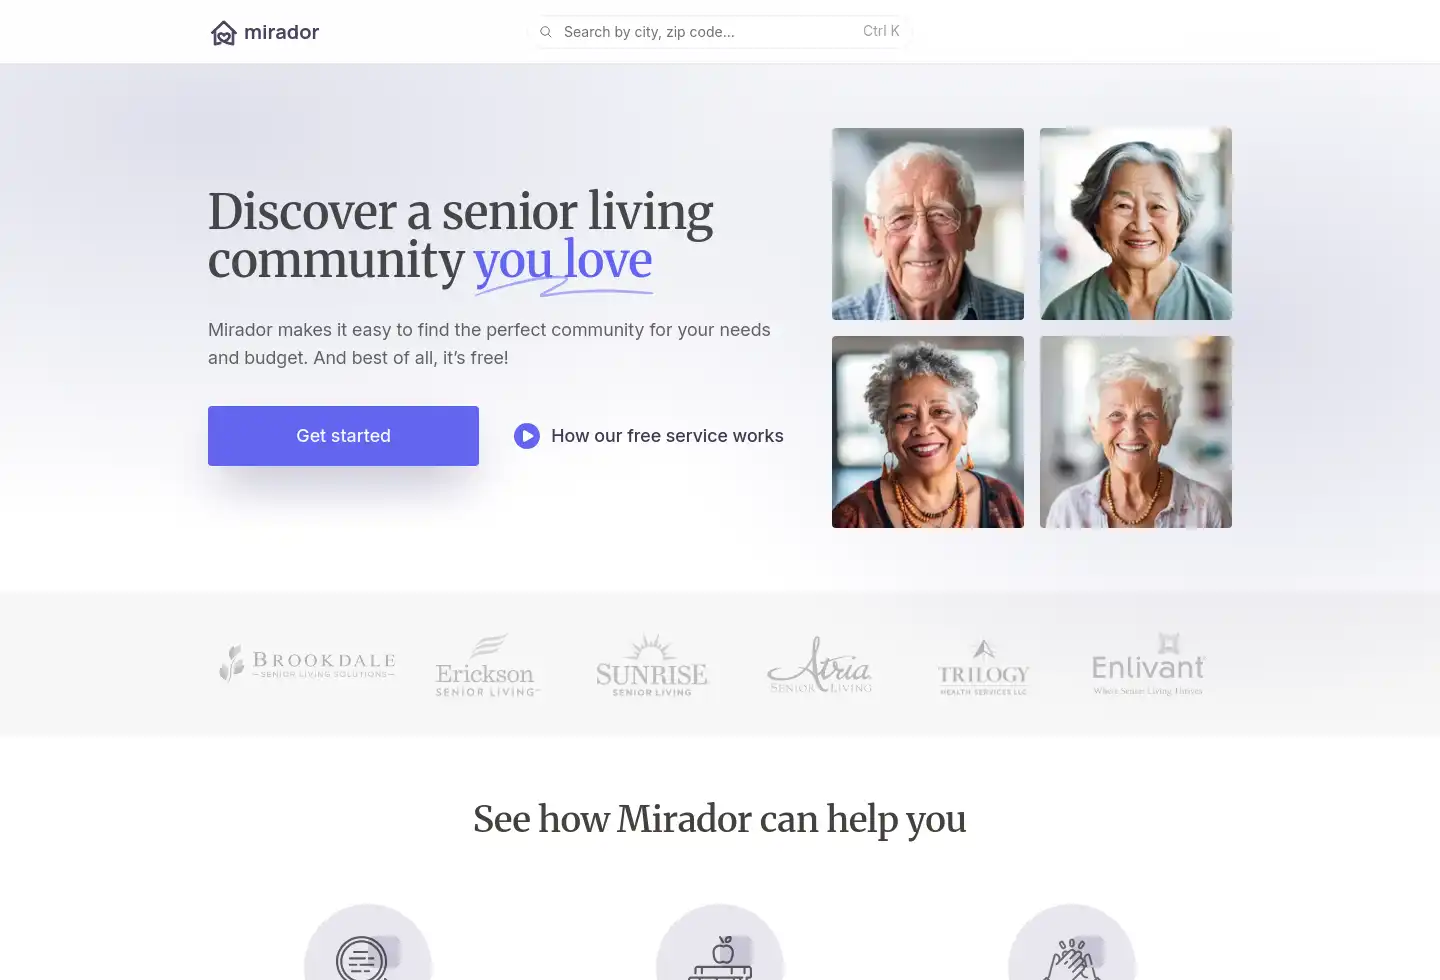 mirador
Search by city, zip code...
Ctrl K
Discover a senior living
community you love
Mirador makes it easy to find the perfect community for your needs
and budget. And best of all, it’s free!
Get started
How our free service works
BROOKDALE
SENIOR LIVING SOLUTIONS
Erickson
SENIOR LIVING
SUNRISE
SENIOR LIVING
Atria
SENIOR LIVING
TRILOGY
HEALTH SERVICES LLC
Enlivant
Where Senior Living Thrives
See how Mirador can help you